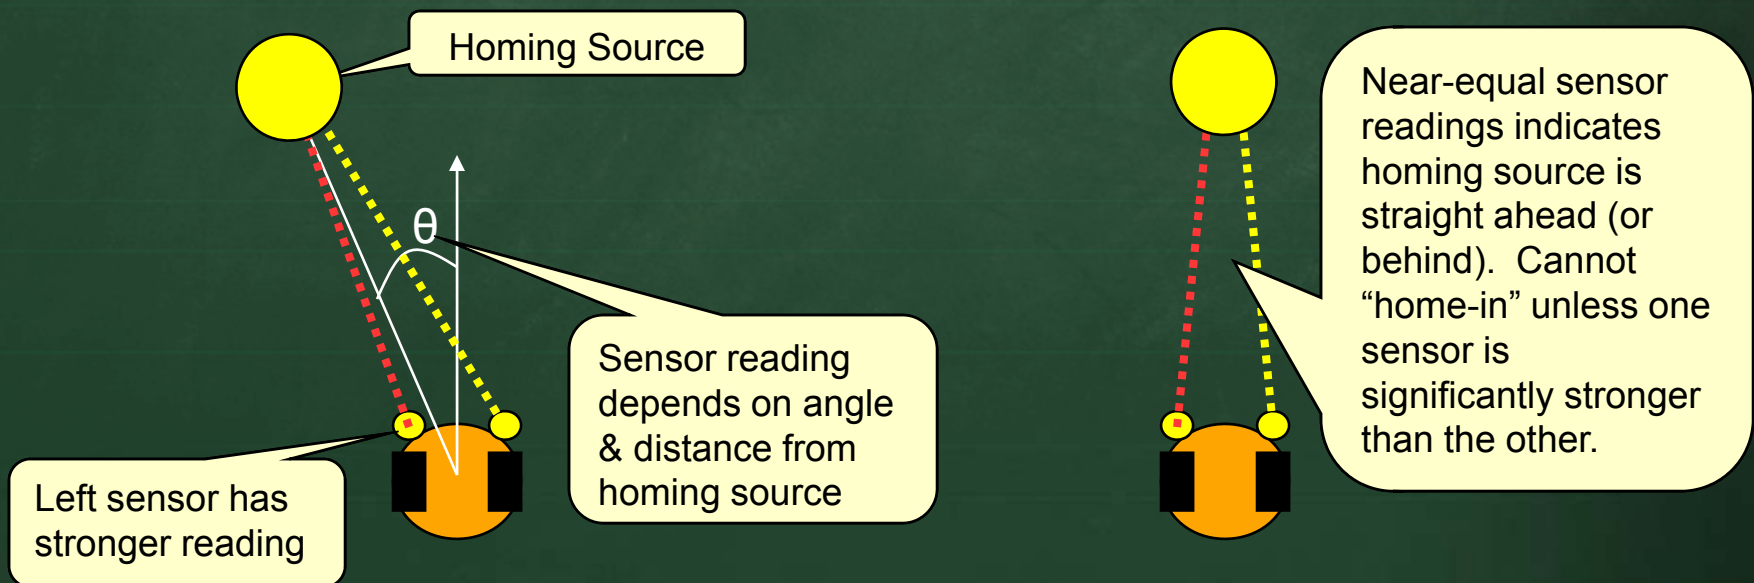 Homing Source
θ
Left sensor has
stronger reading
Sensor reading
depends on angle
& distance from
homing source
Near-equal sensor
readings indicates
homing source is
straight ahead (or
behind).  Cannot
“home-in” unless one
sensor is
significantly stronger
than the other.